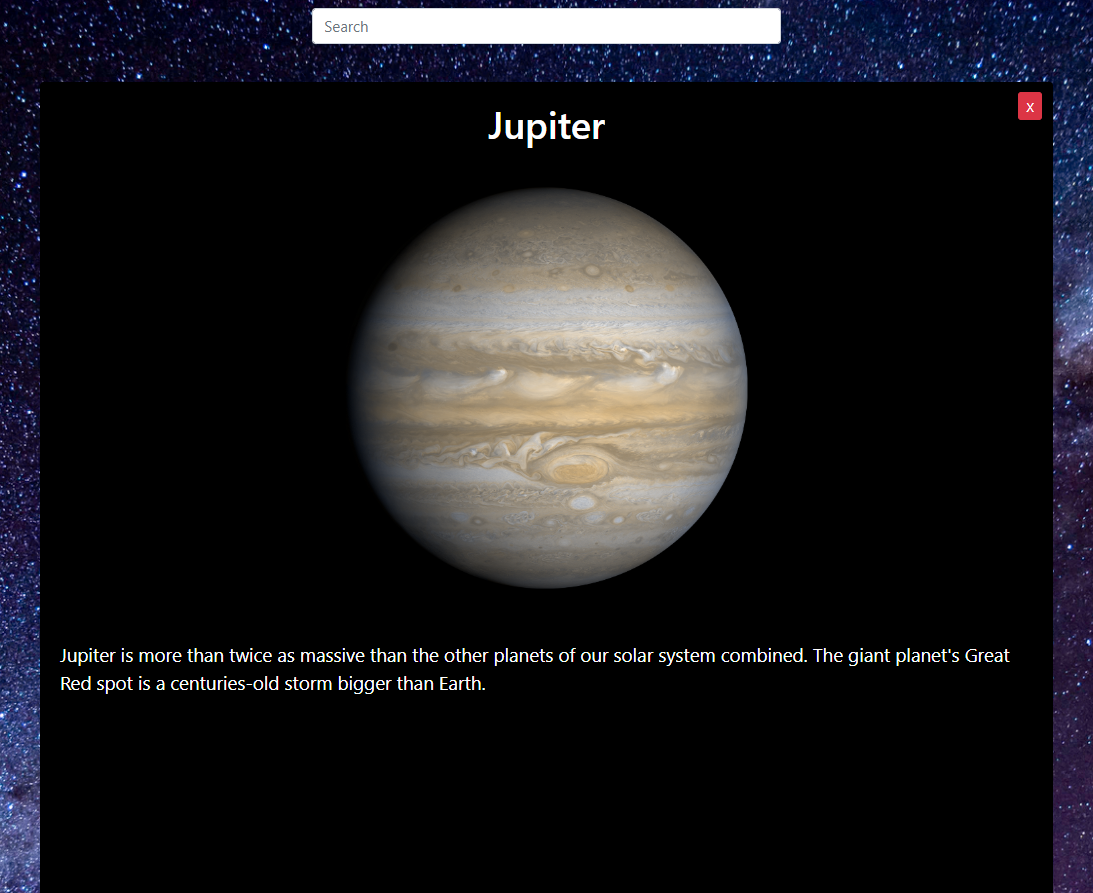 Search
x
Jupiter
Jupiter is more than twice as massive than the other planets of our solar system combined. The giant planet's Great
Red spot is a centuries-old storm bigger than Earth.